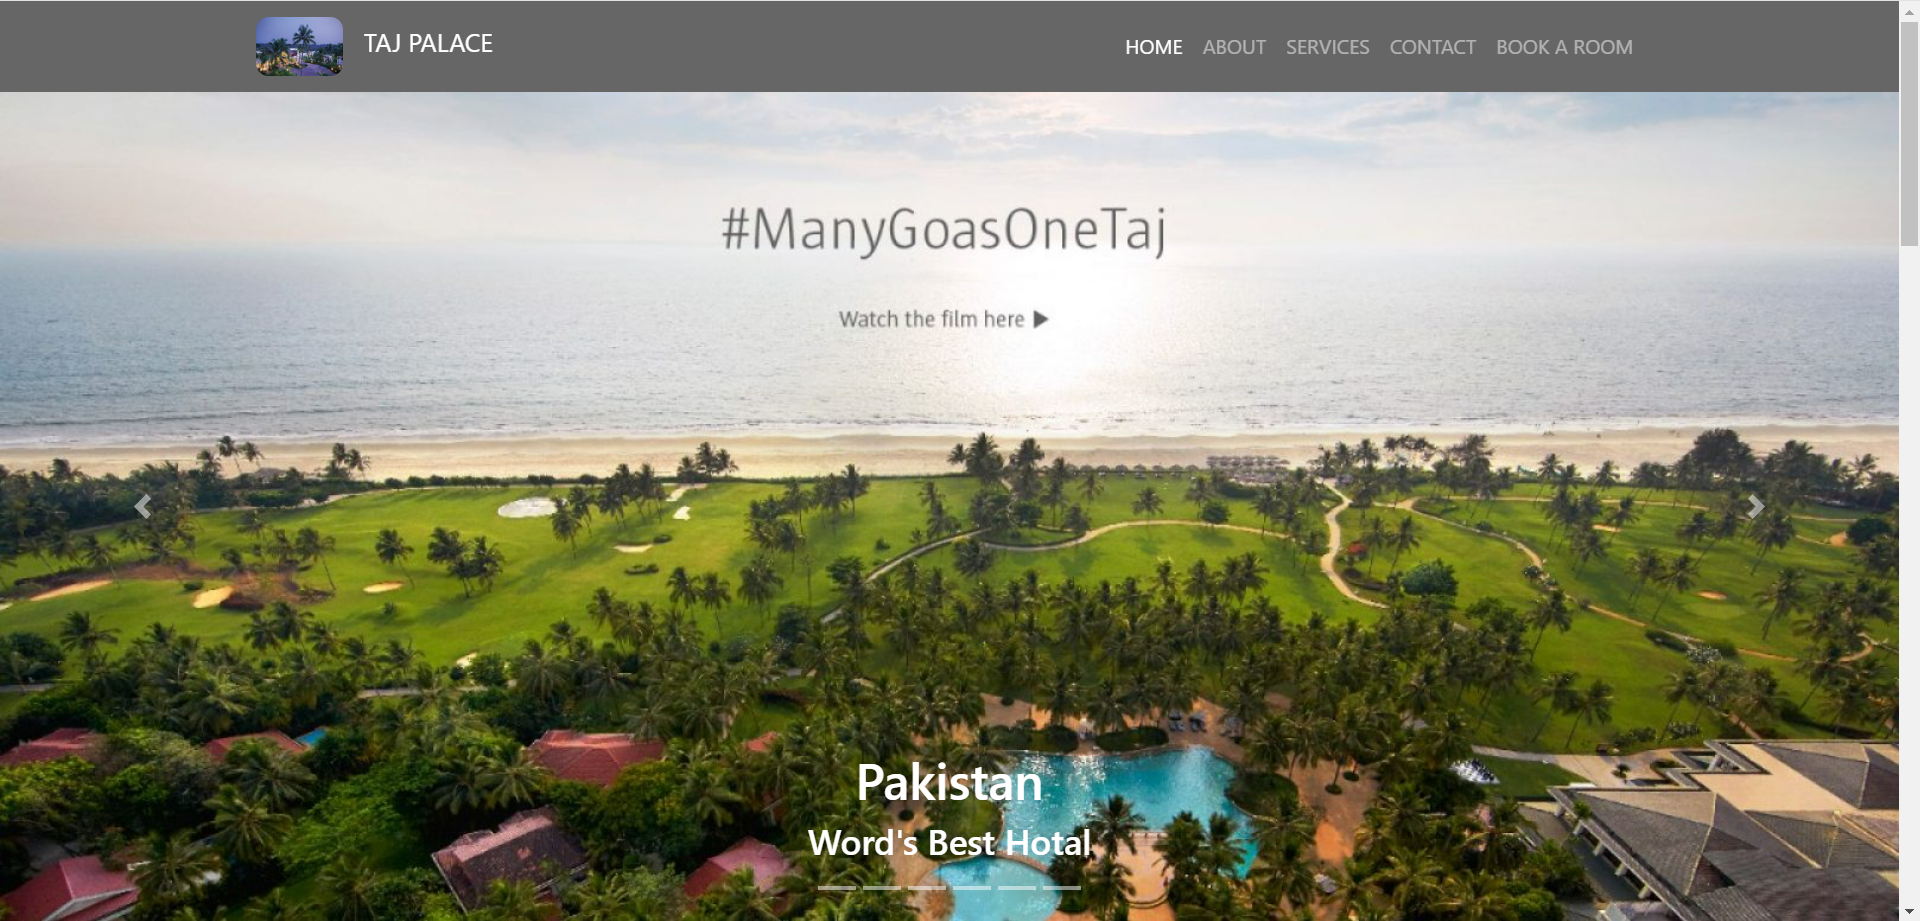 TAJ PALACE
HOME ABOUT SERVICES CONTACT BOOK A ROOM
#ManyGoasOneTaj
Watch the film here ▶
Pakistan
Word's Best Hotal